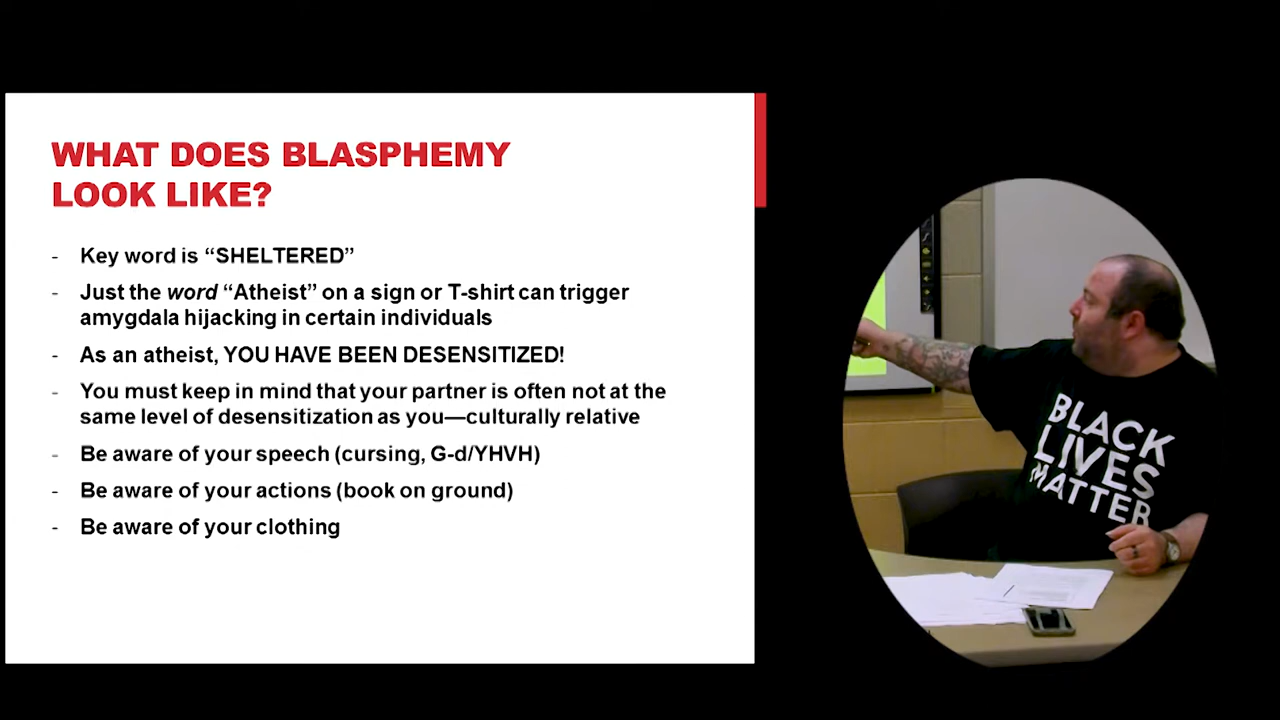 WHAT DOES BLASPHEMY
LOOK LIKE?
- Key word is “SHELTERED”
- Just the word “Atheist” on a sign or T-shirt can trigger
amygdala hijacking in certain individuals
- As an atheist, YOU HAVE BEEN DESENSITIZED!
- You must keep in mind that your partner is often not at the
same level of desensitization as you—culturally relative
- Be aware of your speech (cursing, G-d/YHVH)
- Be aware of your actions (book on ground)
- Be aware of your clothing
BLACK
LIVES
MATTER